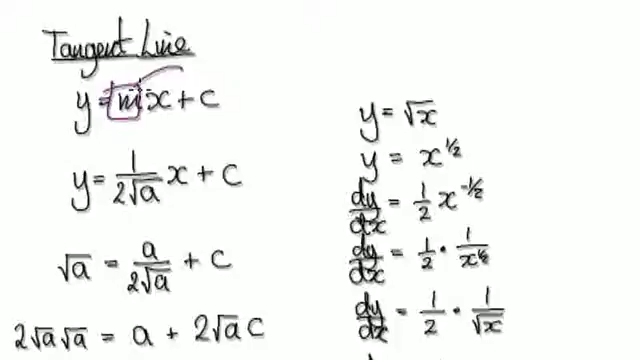 Tangent Line
y = mx + c
y = 1/(2√a) x + c
√a = a/(2√a) + c
2√a√a = a + 2√a c
y = √x
y = x^(1/2)
dy/dx = 1/2 x^(-1/2)
dy/dx = 1/2 · 1/x^(1/2)
dy/dx = 1/2 · 1/√x